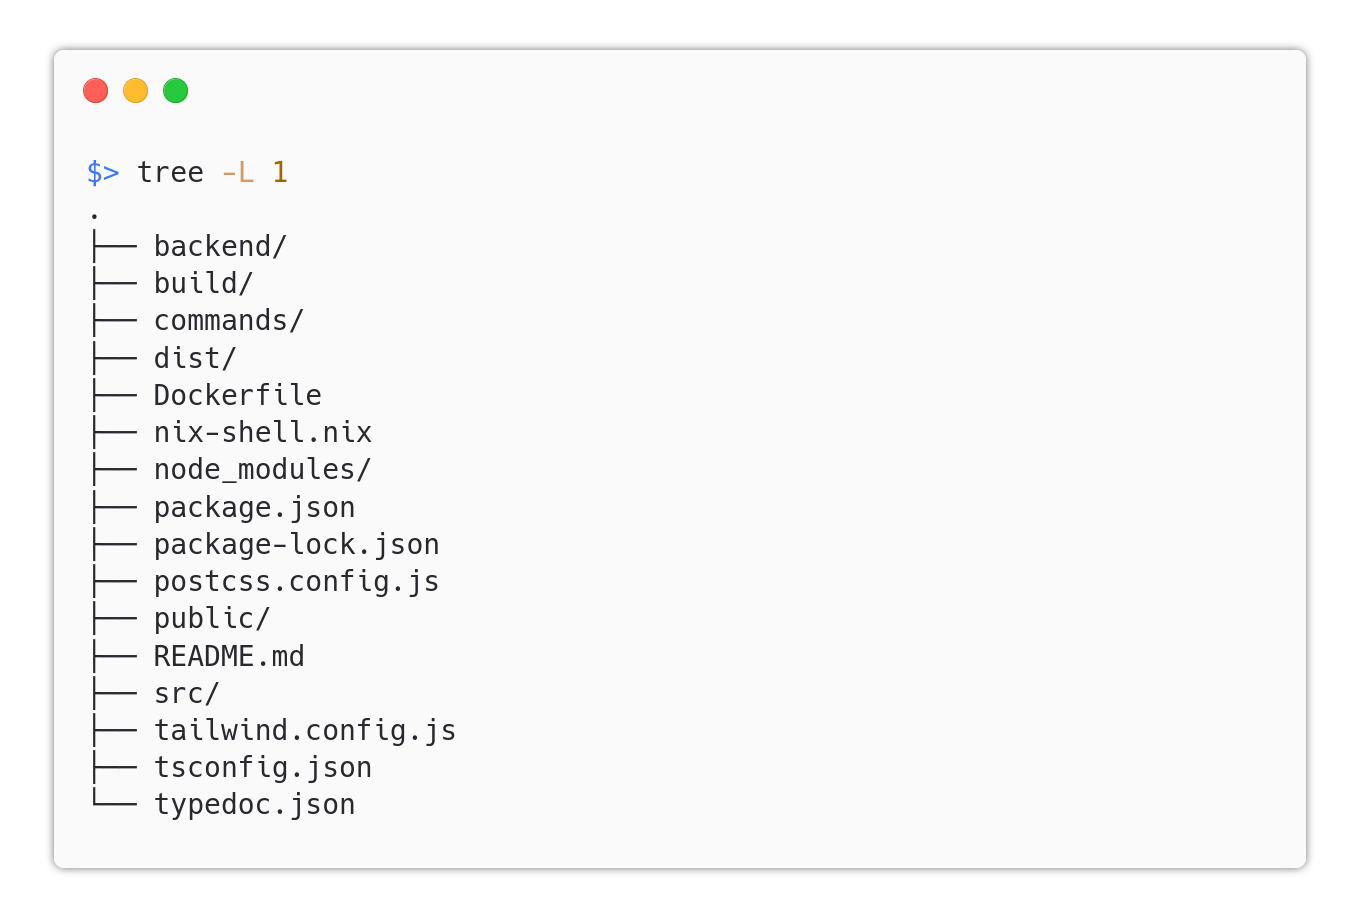 $> tree -L 1
.
├── backend/
├── build/
├── commands/
├── dist/
├── Dockerfile
├── nix-shell.nix
├── node_modules/
├── package.json
├── package-lock.json
├── postcss.config.js
├── public/
├── README.md
├── src/
├── tailwind.config.js
├── tsconfig.json
└── typedoc.json